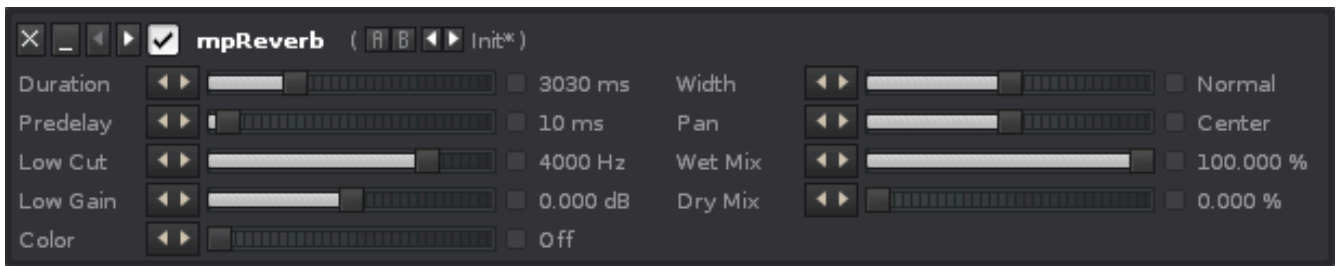 mpReverb ( A B Init* )
Duration 3030 ms Width Normal
Predelay 10 ms Pan Center
Low Cut 4000 Hz Wet Mix 100.000 %
Low Gain 0.000 dB Dry Mix 0.000 %
Color Off